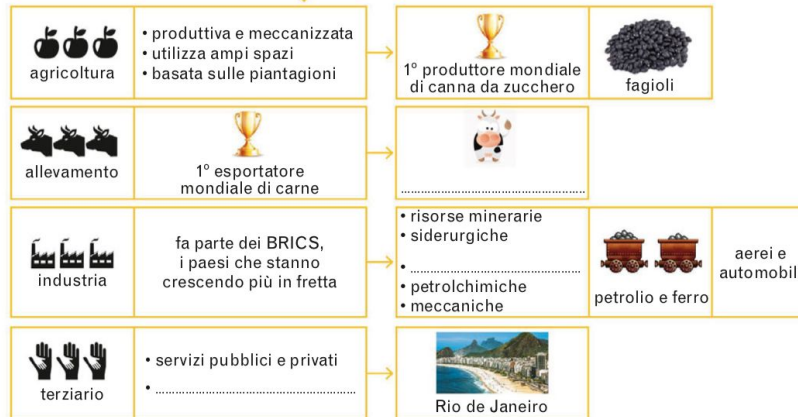 agricoltura
• produttiva e meccanizzata
• utilizza ampi spazi
• basata sulle piantagioni
1º produttore mondiale
di canna da zucchero
fagioli
allevamento
1º esportatore
mondiale di carne
............................................................
industria
fa parte dei BRICS,
i paesi che stanno
crescendo più in fretta
• risorse minerarie
• siderurgiche
• .......................................................
• petrolchimiche
• meccaniche
petrolio e ferro
aerei e
automobil
terziario
• servizi pubblici e privati
• .................................................................
Rio de Janeiro